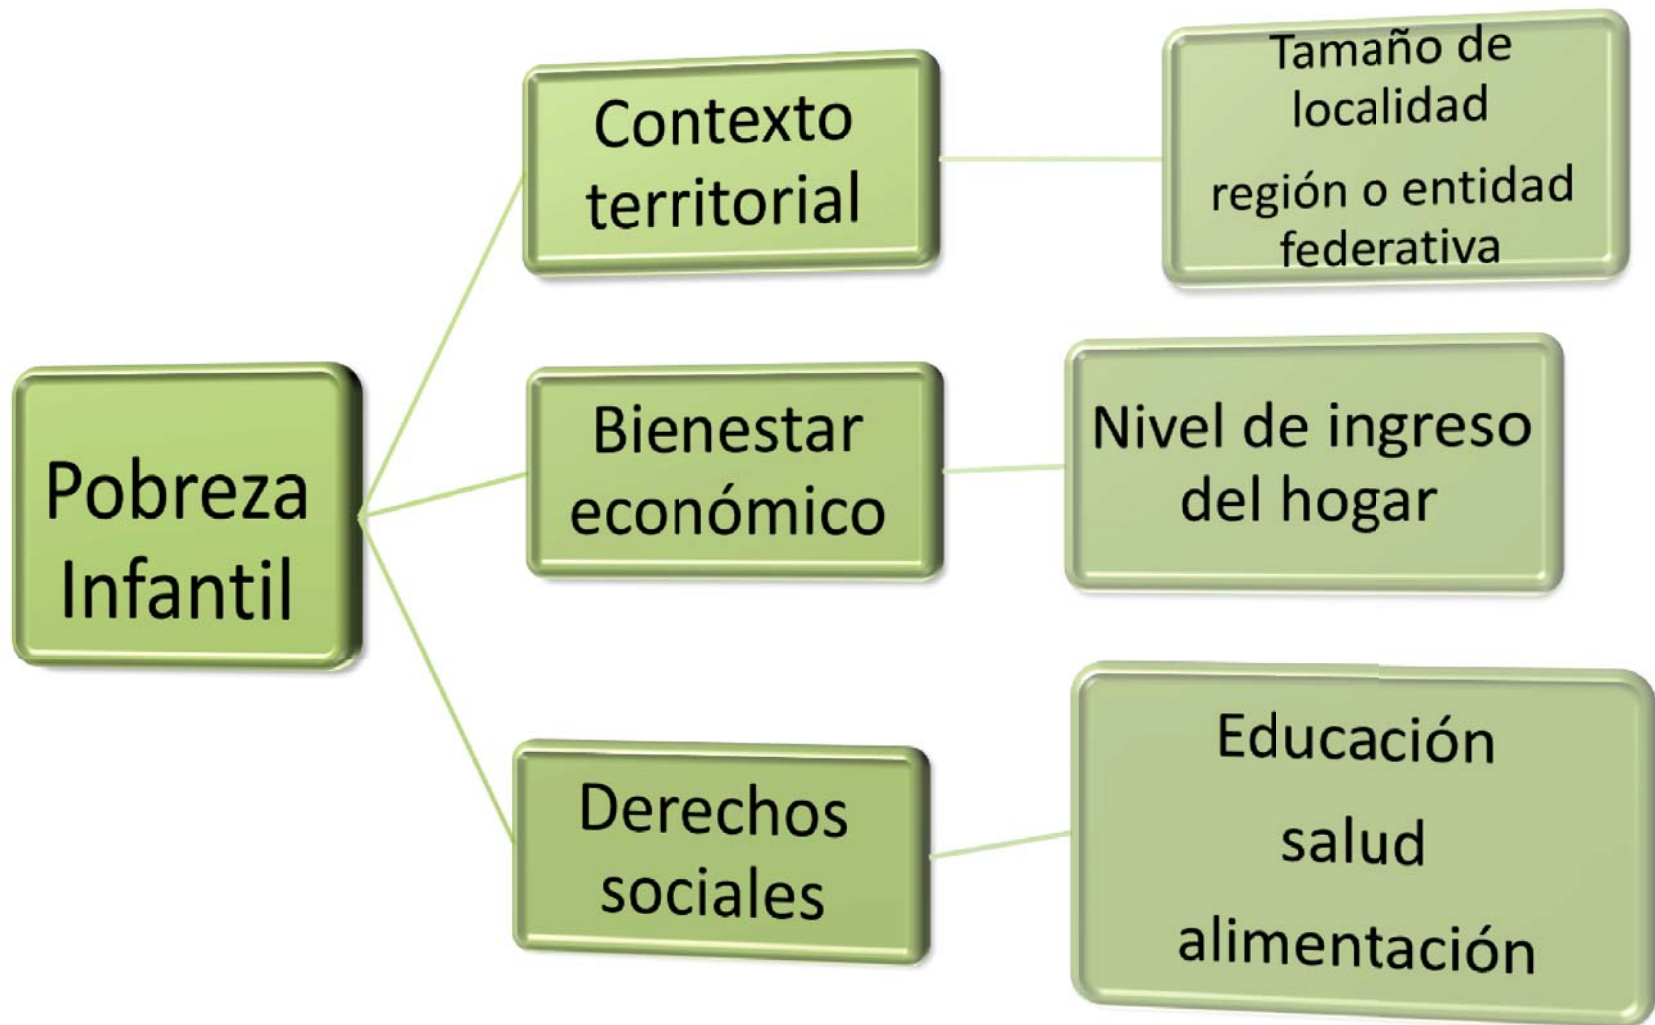 Pobreza
Infantil
Contexto
territorial
Tamaño de
localidad
región o entidad
federativa
Bienestar
económico
Nivel de ingreso
del hogar
Derechos
sociales
Educación
salud
alimentación